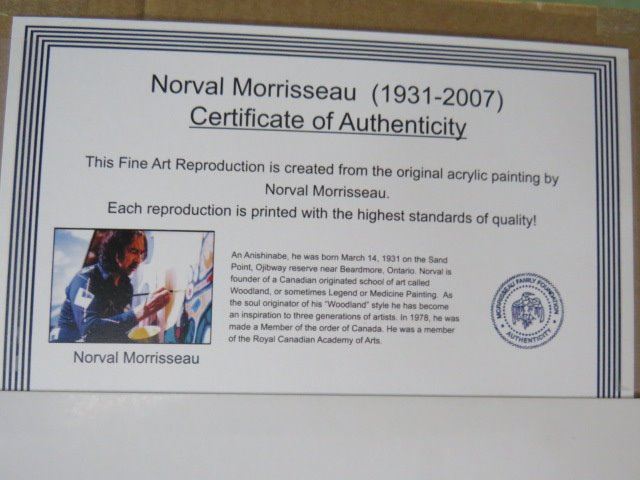 Norval Morrisseau (1931-2007)
Certificate of Authenticity
This Fine Art Reproduction is created from the original acrylic painting by
Norval Morrisseau.
Each reproduction is printed with the highest standards of quality!
An Anishinabe, he was born March 14, 1931 on the Sand
Point, Ojibway reserve near Beardmore, Ontario. Norval is
founder of a Canadian originated school of art called
Woodland, or sometimes Legend or Medicine Painting. As
the soul originator of his "Woodland" style he has become
an inspiration to three generations of artists. In 1978, he was
made a Member of the order of Canada. He was a member
of the Royal Canadian Academy of Arts.
Norval Morrisseau
MORRISSEAU FAMILY FOUNDATION
AUTHENTICITY